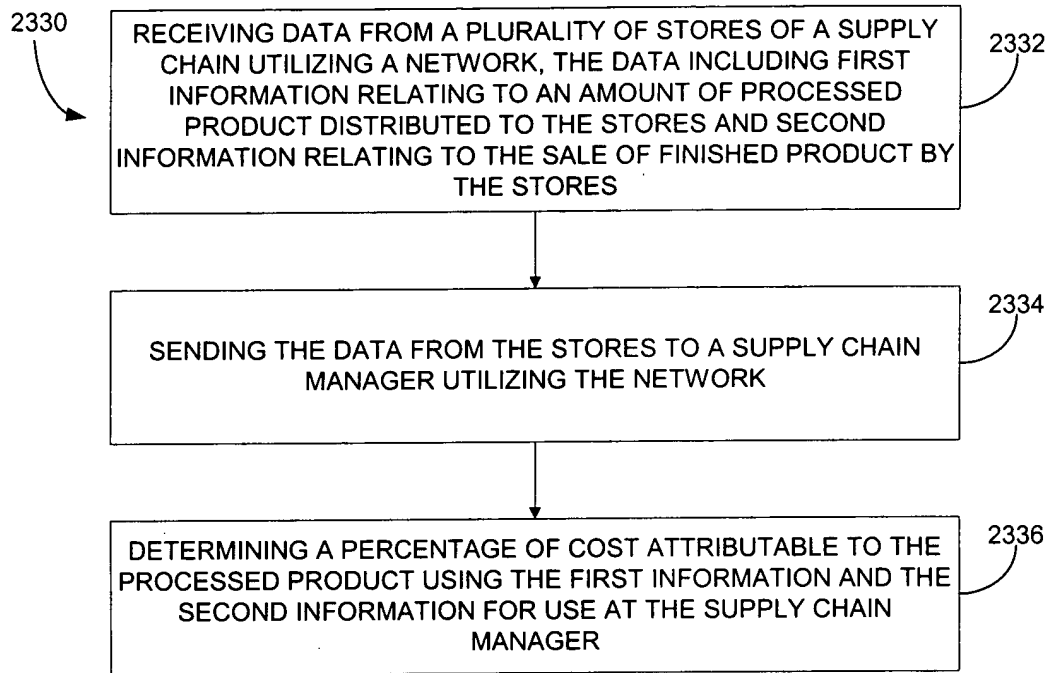 2330
RECEIVING DATA FROM A PLURALITY OF STORES OF A SUPPLY
CHAIN UTILIZING A NETWORK, THE DATA INCLUDING FIRST
INFORMATION RELATING TO AN AMOUNT OF PROCESSED
PRODUCT DISTRIBUTED TO THE STORES AND SECOND
INFORMATION RELATING TO THE SALE OF FINISHED PRODUCT BY
THE STORES
2332
SENDING THE DATA FROM THE STORES TO A SUPPLY CHAIN
MANAGER UTILIZING THE NETWORK
2334
DETERMINING A PERCENTAGE OF COST ATTRIBUTABLE TO THE
PROCESSED PRODUCT USING THE FIRST INFORMATION AND THE
SECOND INFORMATION FOR USE AT THE SUPPLY CHAIN
MANAGER
2336